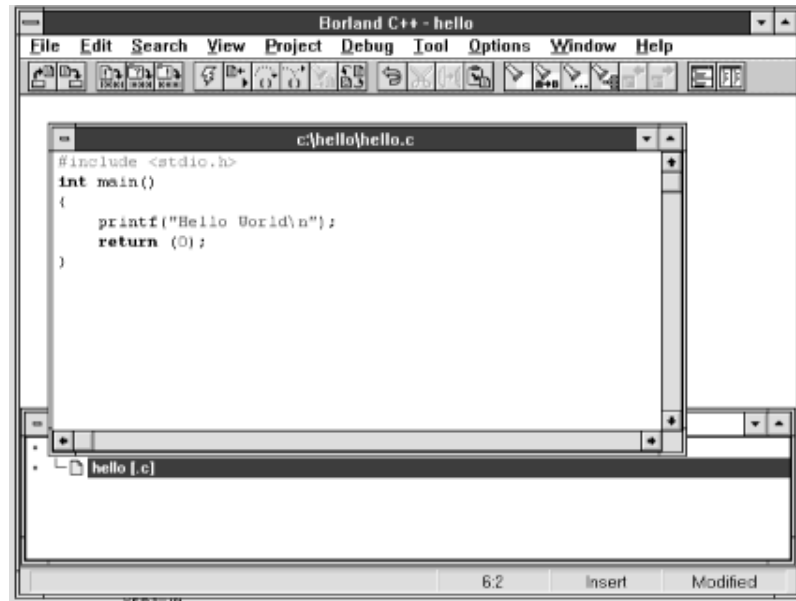 Borland C++ - hello
File Edit Search View Project Debug Tool Options Window Help
c:\hello\hello.c
#include <stdio.h>
int main()
{
printf("Hello World\n");
return (0);
}
hello [.c]
6:2 Insert Modified